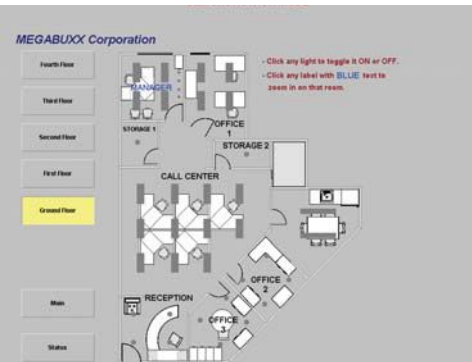 MEGABUXX Corporation
Fourth Floor
Third Floor
Second Floor
First Floor
Ground Floor
Main
Status
- Click any light to toggle it ON or OFF.
- Click any label with BLUE text to
zoom in on that room.
MANAGER
STORAGE 1
OFFICE
1
STORAGE 2
CALL CENTER
RECEPTION
OFFICE
2
OFFICE
3